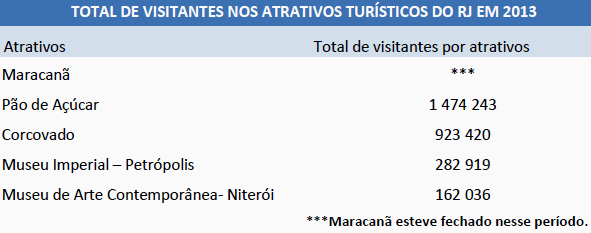 TOTAL DE VISITANTES NOS ATRATIVOS TURÍSTICOS DO RJ EM 2013
Atrativos Total de visitantes por atrativos
Maracanã ***
Pão de Açúcar 1 474 243
Corcovado 923 420
Museu Imperial – Petrópolis 282 919
Museu de Arte Contemporânea- Niterói 162 036
***Maracanã esteve fechado nesse período.